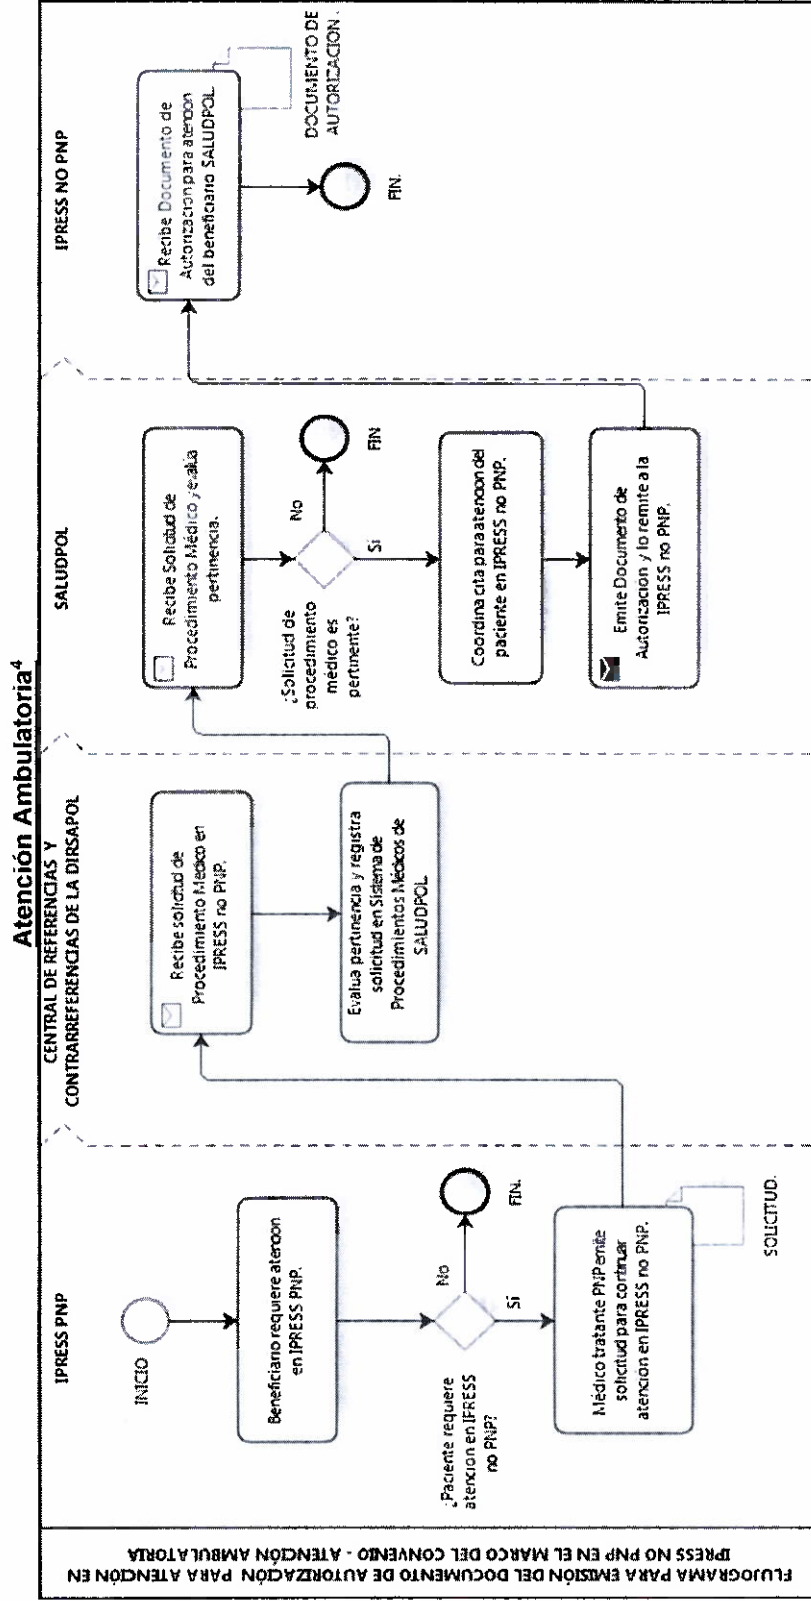 Atención Ambulatoria⁴
FLUJOGRAMA PARA EMISIÓN DEL DOCUMENTO DE AUTORIZACIÓN PARA ATENCIÓN EN
IPRESS NO PNP EN EL MARCO DEL CONVENIO - ATENCIÓN AMBULATORIA
IPRESS PNP
INICIO
Beneficiario requiere atencion
en IPRESS PNP.
¿Paciente requiere
atencion en IPRESS
no PNP?
No
FIN.
Si
Médico tratante PNP emite
solicitud para continuar
atención en IPRESS no PNP.
SOLICITUD.
CENTRAL DE REFERENCIAS Y
CONTRARREFERENCIAS DE LA DIRSAPOL
Recibe solicitud de
Procedimiento Medico en
IPRESS no PNP.
Evalua pertinencia y registra
solicitud en Sistema de
Procedimientos Médicos de
SALUDPOL
SALUDPOL
Recibe Solicitud de
Procedimiento Médico y evalúa
pertinencia.
¿Solicitud de
procedimiento
médico es
pertinente?
No
FIN
Si
Coordina cita para atencion del
paciente en IPRESS no PNP.
Emite Documento de
Autorización y lo remite a la
IPRESS no PNP.
IPRESS NO PNP
Recibe Documento de
Autorizacion para atencion
del beneficiario SALUDPOL.
DOCUMENTO DE
AUTORIZACION.
FIN.